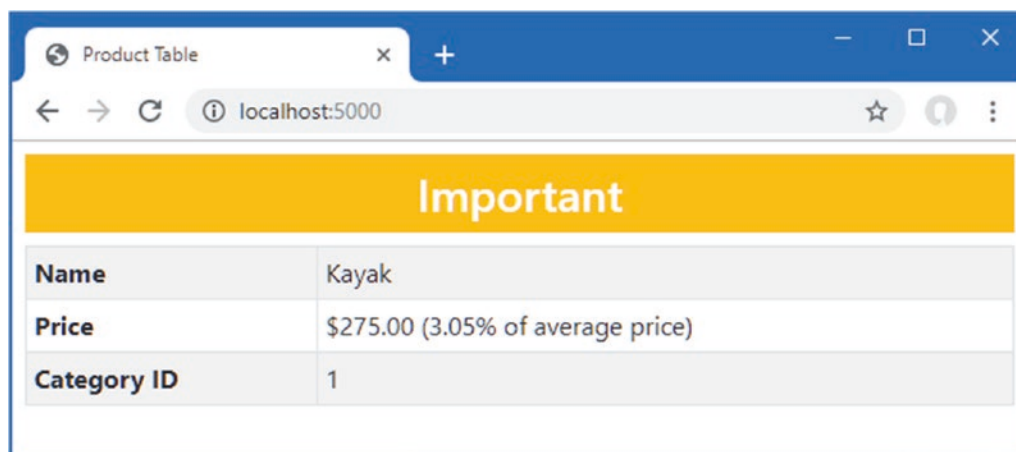 Product Table
localhost:5000
Important
Name Kayak
Price $275.00 (3.05% of average price)
Category ID 1